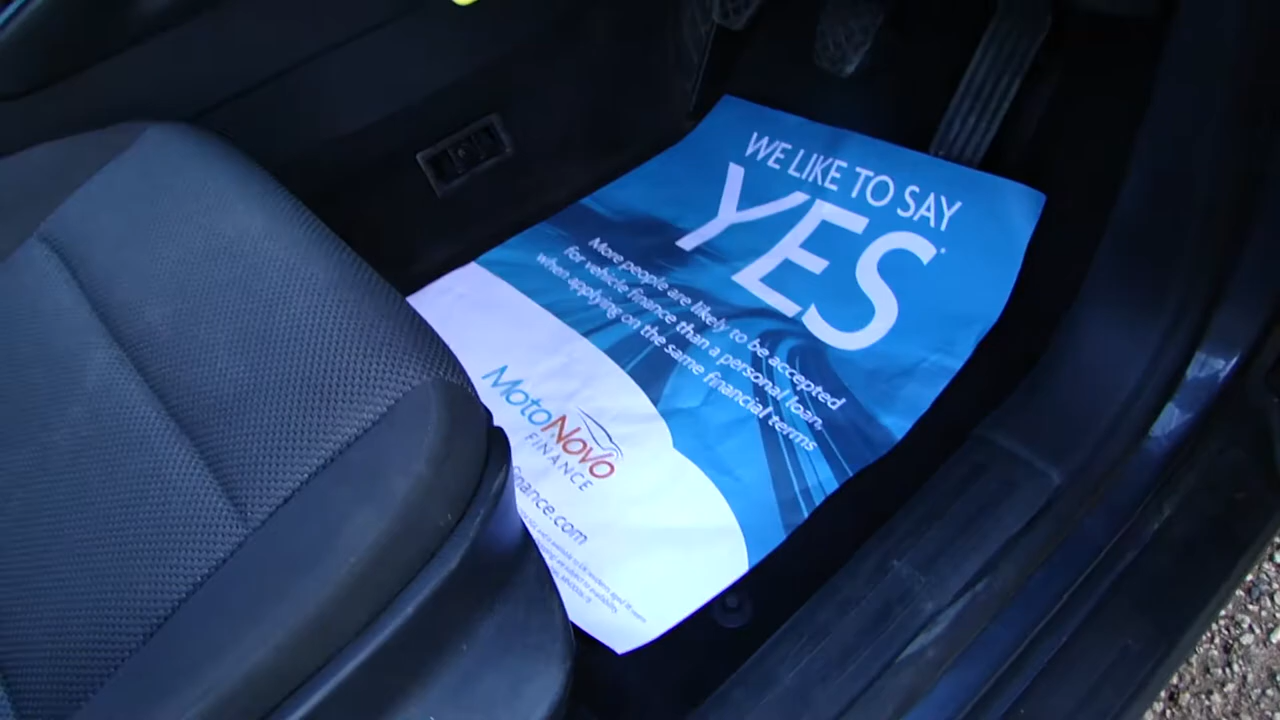 WE LIKE TO SAY
YES*
More people are likely to be accepted
for vehicle finance than a personal loan,
when applying on the same financial terms
MotoNovo
FINANCE
finance.com